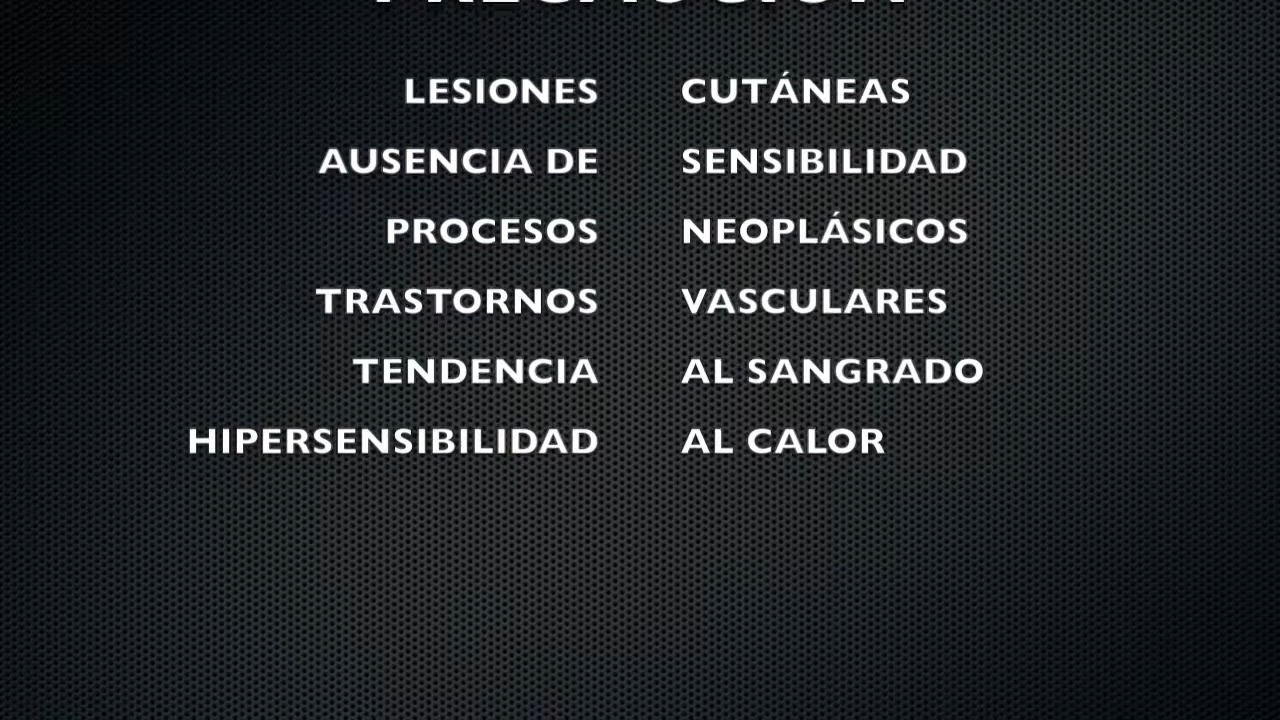 LESIONES CUTÁNEAS
AUSENCIA DE SENSIBILIDAD
PROCESOS NEOPLÁSICOS
TRASTORNOS VASCULARES
TENDENCIA AL SANGRADO
HIPERSENSIBILIDAD AL CALOR